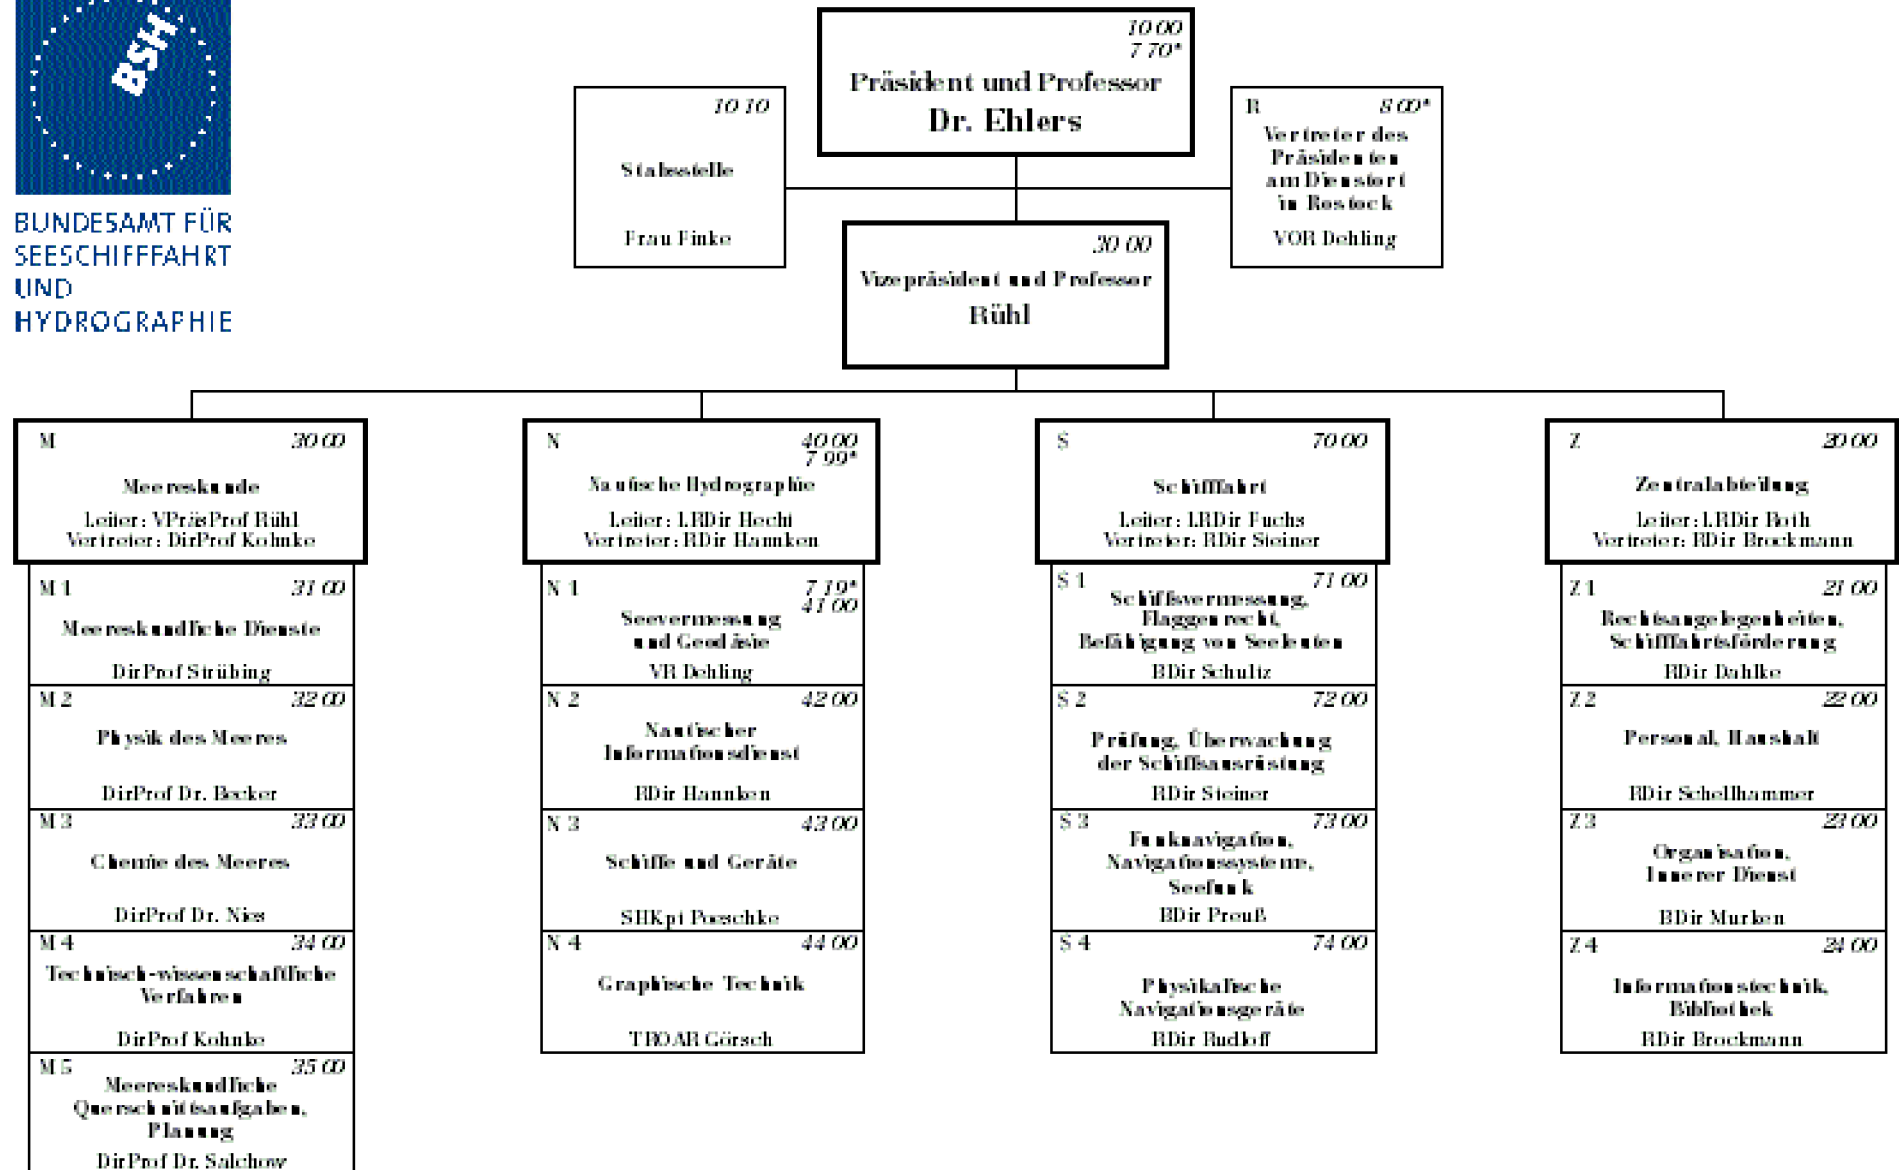 BSH
BUNDESAMT FÜR
SEESCHIFFFAHRT
UND
HYDROGRAPHIE
10 00
7 70*
Präsident und Professor
Dr. Ehlers
10 10
Stabsstelle
Frau Finke
R 8 00*
Vertreter des
Präsidenten
am Dienstort
in Rostock
VOR Dehling
30 00
Vizepräsident und Professor
Rühl
M 30 00
Meereskunde
Leiter: VPräsProf Rühl
Vertreter: DirProf Kohnke
M 1 31 00
Meereskundliche Dienste
DirProf Strübing
M 2 32 00
Physik des Meeres
DirProf Dr. Becker
M 3 33 00
Chemie des Meeres
DirProf Dr. Nies
M 4 34 00
Technisch-wissenschaftliche
Verfahren
DirProf Kohnke
M 5 35 00
Meereskundliche
Querschnittsaufgaben,
Planung
DirProf Dr. Salchow
N 40 00
7 99*
Nautische Hydrographie
Leiter: LRDir Hecht
Vertreter: RDir Hannken
N 1 7 19*
41 00
Seevermessung
und Geodäsie
VR Dehling
N 2 42 00
Nautischer
Informationsdienst
RDir Hannken
N 3 43 00
Schiffe und Geräte
SHKpt Poeschke
N 4 44 00
Graphische Technik
TROAR Görsch
S 70 00
Schifffahrt
Leiter: LRDir Fuchs
Vertreter: RDir Steiner
S 1 71 00
Schiffsvermessung,
Flaggenrecht,
Befähigung von Seeleuten
RDir Schultz
S 2 72 00
Prüfung, Überwachung
der Schiffsausrüstung
RDir Steiner
S 3 73 00
Funknavigation,
Navigationssysteme,
Seefunk
BDir Preuß
S 4 74 00
Physikalische
Navigationsgeräte
RDir Rudloff
Z 20 00
Zentralabteilung
Leiter: LRDir Roth
Vertreter: RDir Brockmann
Z 1 21 00
Rechtsangelegenheiten,
Schifffahrtsförderung
RDir Dahlke
Z 2 22 00
Personal, Haushalt
RDir Schellhammer
Z 3 23 00
Organisation,
Innerer Dienst
RDir Murken
Z 4 24 00
Informationstechnik,
Bibliothek
RDir Brockmann